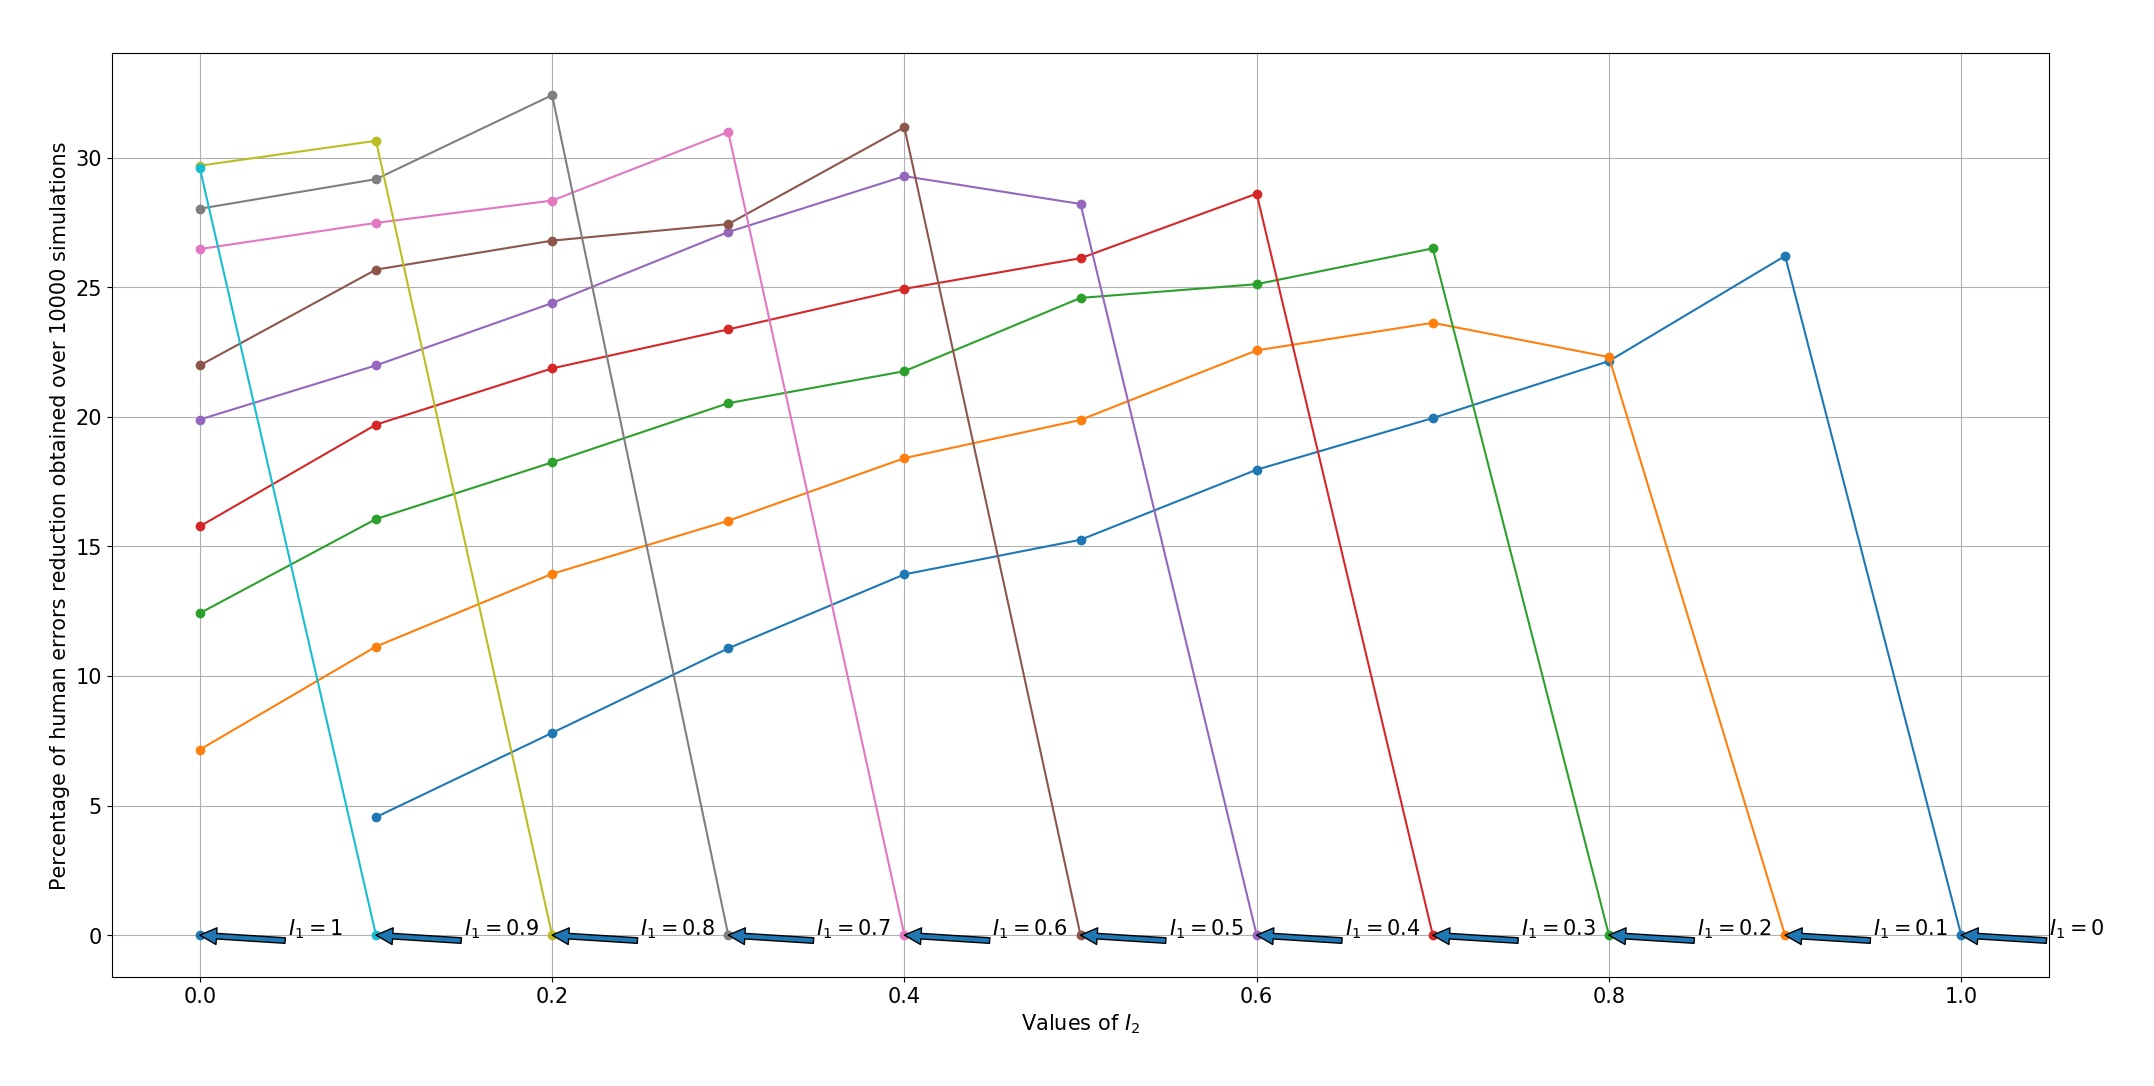 Percentage of human errors reduction obtained over 10000 simulations
30
25
20
15
10
5
0
I₁ = 1
I₁ = 0.9
I₁ = 0.8
I₁ = 0.7
I₁ = 0.6
I₁ = 0.5
I₁ = 0.4
I₁ = 0.3
I₁ = 0.2
I₁ = 0.1
I₁ = 0
0.0
0.2
0.4
0.6
0.8
1.0
Values of I₂